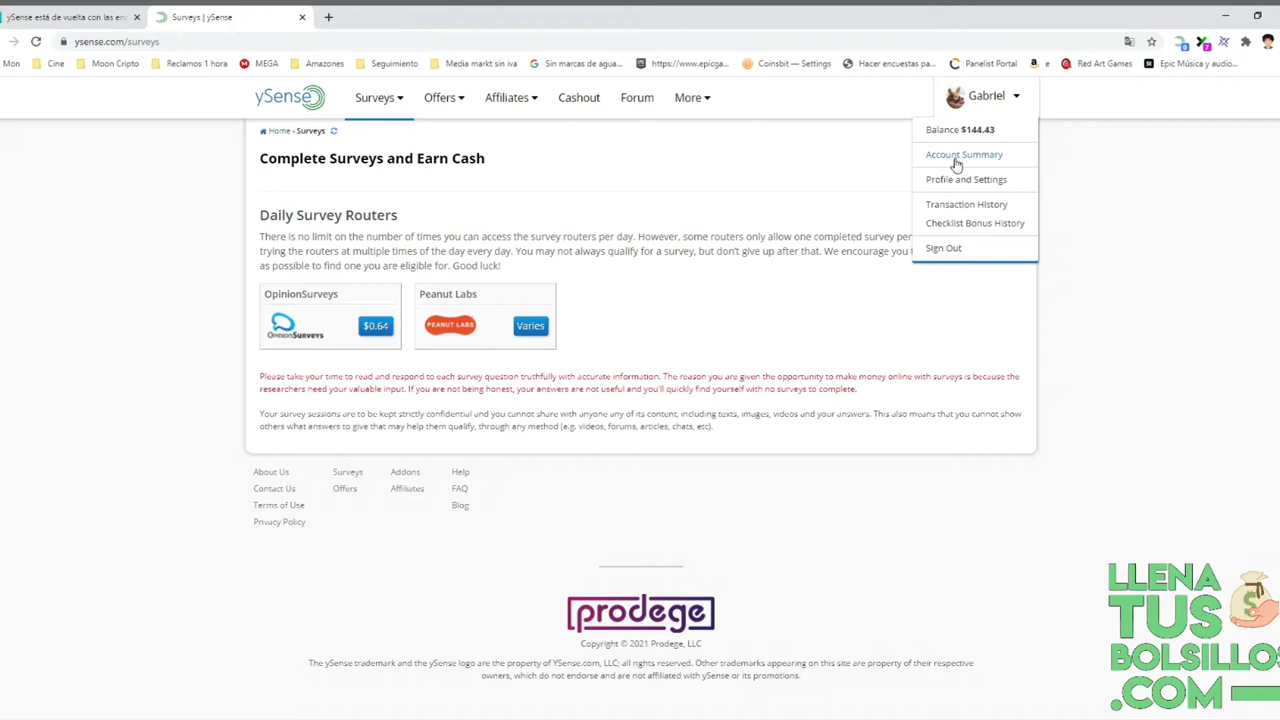 ySense está de vuelta con las en
Surveys | ySense
ysense.com/surveys
Mon
Cine
Moon Cripto
Reclamos 1 hora
MEGA
Amazones
Seguimiento
Media markt sin iva
Sin marcas de agua...
https://www.epicga...
Coinsbit — Settings
Hacer encuestas pa...
Panelist Portal
e
Red Art Games
Epic Música y audio...
ySense
Surveys
Offers
Affiliates
Cashout
Forum
More
Gabriel
Balance $144.43
Account Summary
Profile and Settings
Transaction History
Checklist Bonus History
Sign Out
Home › Surveys
Complete Surveys and Earn Cash
Daily Survey Routers
There is no limit on the number of times you can access the survey routers per day. However, some routers only allow one completed survey per
trying the routers at multiple times of the day every day. You may not always qualify for a survey, but don't give up after that. We encourage you
as possible to find one you are eligible for. Good luck!
OpinionSurveys
OpinionSurveys
$0.64
Peanut Labs
PEANUT LABS
Varies
Please take your time to read and respond to each survey question truthfully with accurate information. The reason you are given the opportunity to make money online with surveys is because the
researchers need your valuable input. If you are not being honest, your answers are not useful and you'll quickly find yourself with no surveys to complete.
Your survey sessions are to be kept strictly confidential and you cannot share with anyone any of its content, including texts, images, videos and your answers. This also means that you cannot show
others what answers to give that may help them qualify, through any method (e.g. videos, forums, articles, chats, etc).
About Us
Surveys
Addons
Help
Contact Us
Offers
Affiliates
FAQ
Terms of Use
Blog
Privacy Policy
prodege
Copyright © 2021 Prodege, LLC
The ySense trademark and the ySense logo are the property of YSense.com, LLC; all rights reserved. Other trademarks appearing on this site are property of their respective
owners, which do not endorse and are not affiliated with ySense or its promotions.
LLENA
TUS
BOLSILLOS
.COM